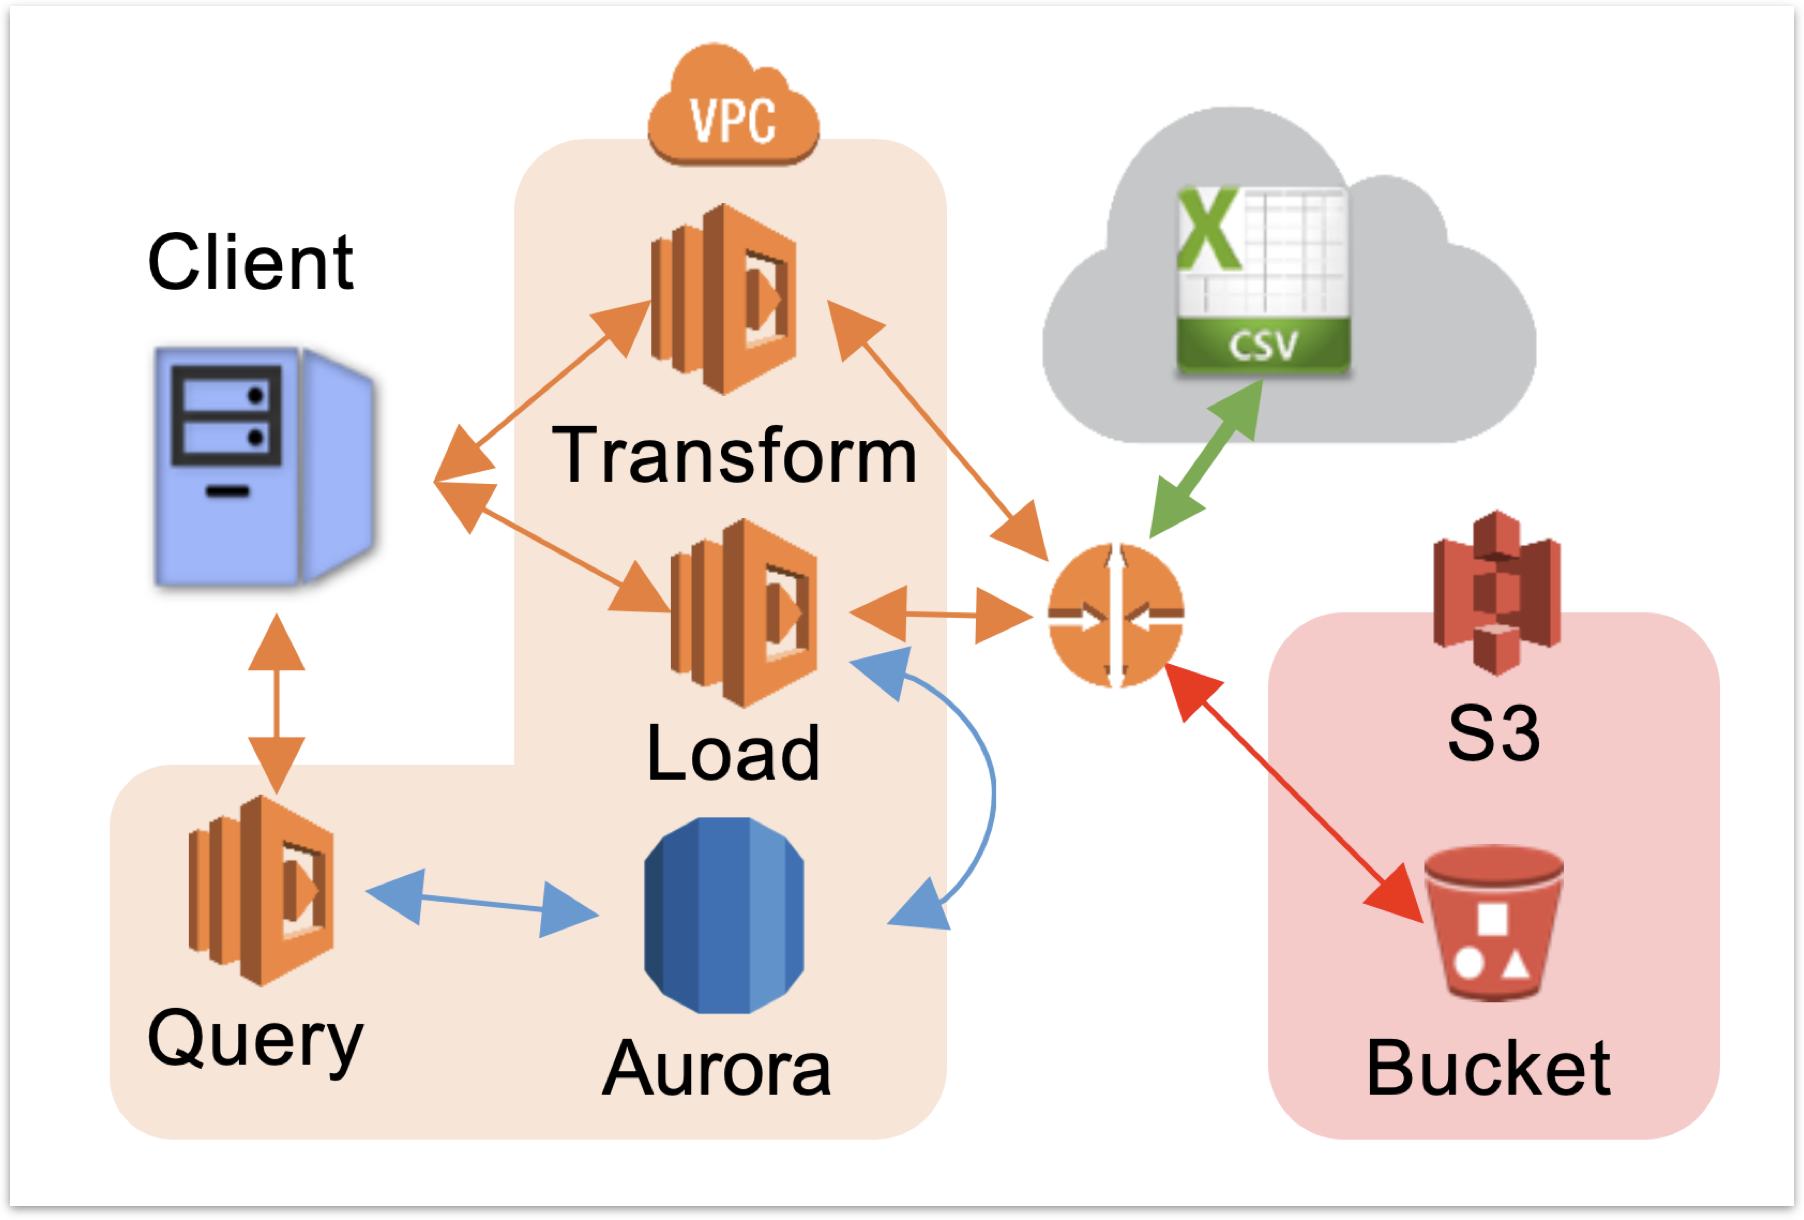 VPC
Client
X
CSV
Transform
Load
S3
Query
Aurora
Bucket